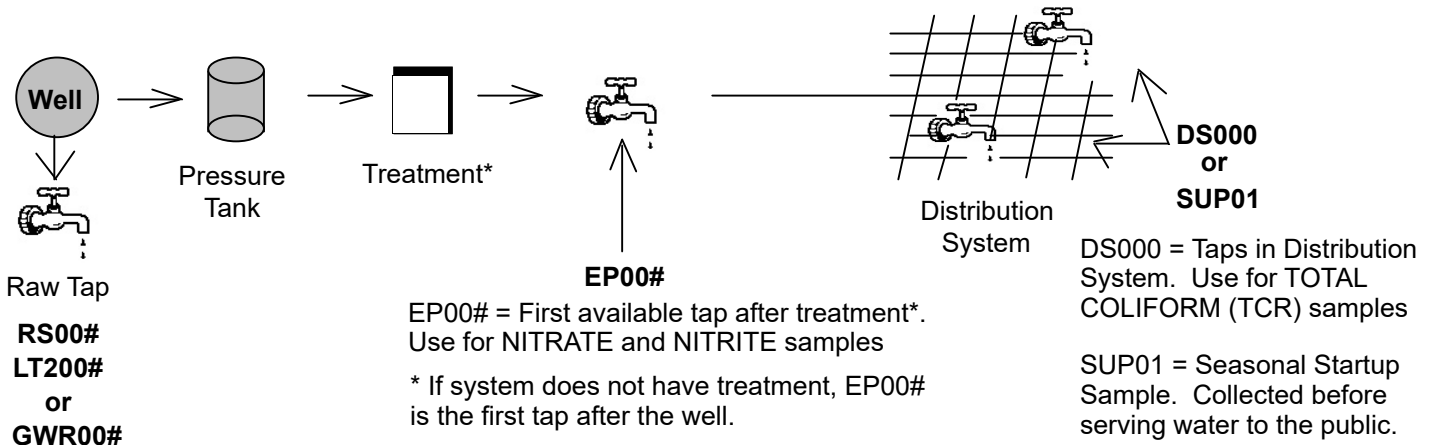 Well
Pressure
Tank
Treatment*
Raw Tap
RS00#
LT200#
or
GWR00#
EP00#
EP00# = First available tap after treatment*.
Use for NITRATE and NITRITE samples
* If system does not have treatment, EP00#
is the first tap after the well.
Distribution
System
DS000
or
SUP01
DS000 = Taps in Distribution
System. Use for TOTAL
COLIFORM (TCR) samples
SUP01 = Seasonal Startup
Sample. Collected before
serving water to the public.